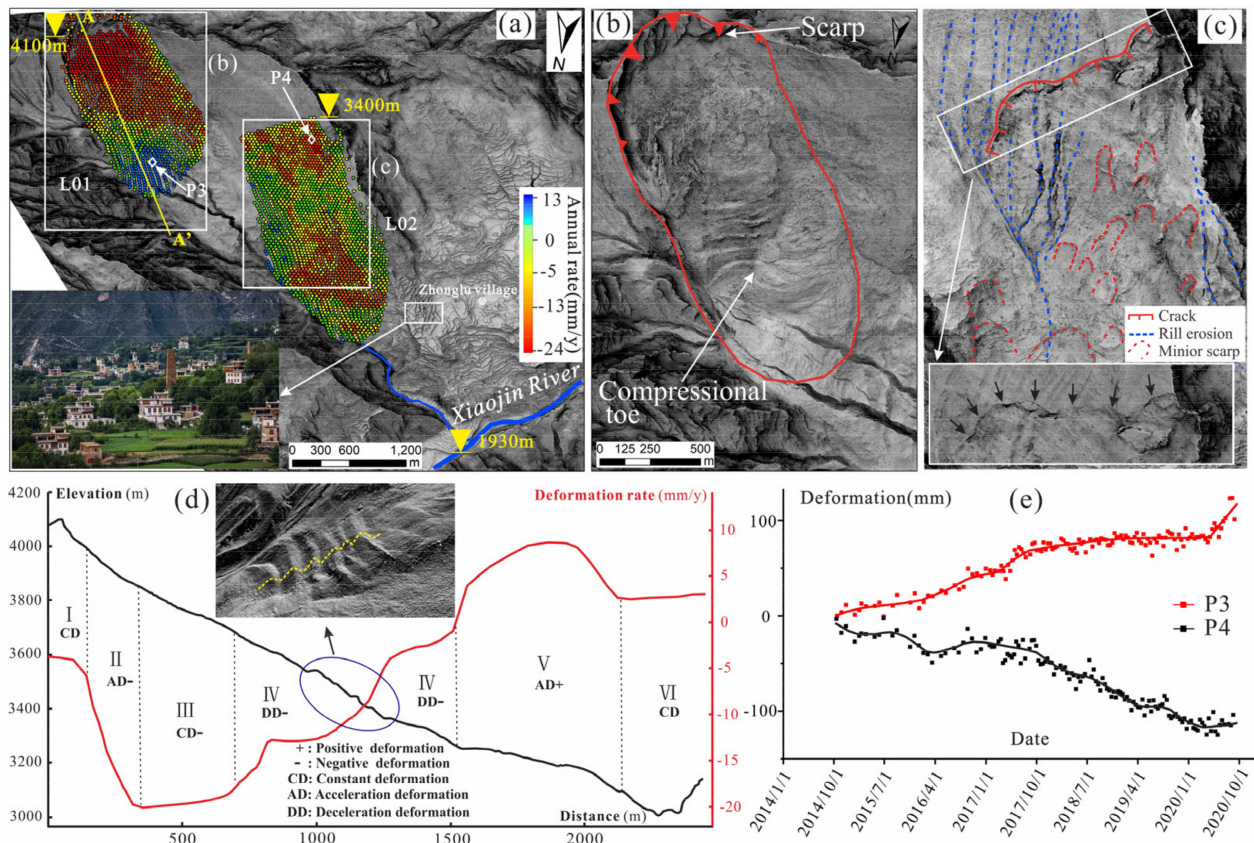 (a)
A
4100m
(b)
P4
3400m
P3
(c)
L01
L02
A'
N
13
0
-5
-13
-24
Annual rate(mm/y)
Zhonglu village
Xiaojin River
1930m
0 300 600 1,200
m
(b)
Scarp
Compressional
toe
0 125 250 500
m
(c)
Crack
Rill erosion
Minior scarp
(d)
Elevation (m)
Deformation rate (mm/y)
4200
4000
3800
3600
3400
3200
3000
10
5
0
-5
-10
-15
-20
I
CD
II
AD-
III
CD-
IV
DD-
IV
DD-
V
AD+
VI
CD
+ : Positive deformation
- : Negative deformation
CD: Constant deformation
AD: Acceleration deformation
DD: Deceleration deformation
Distance (m)
500
1000
1500
2000
(e)
Deformation(mm)
100
0
-100
P3
P4
Date
2014/1/1
2014/10/1
2015/7/1
2016/4/1
2017/1/1
2017/10/1
2018/7/1
2019/4/1
2020/1/1
2020/10/1